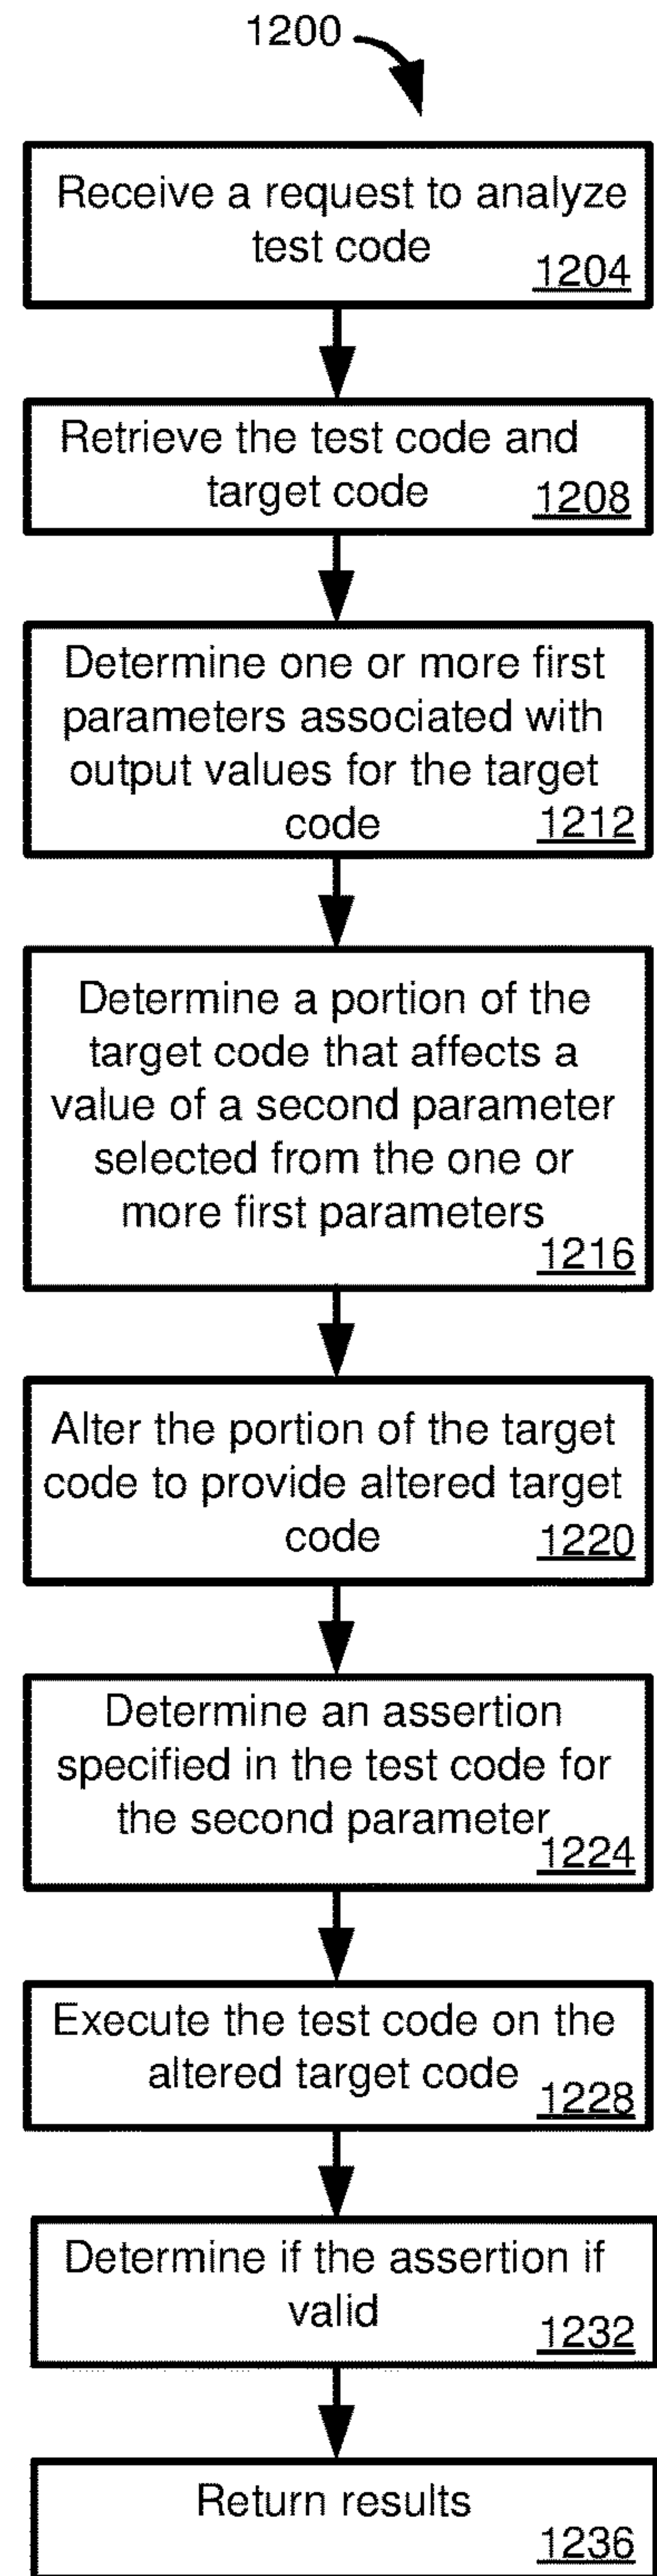 1200
Receive a request to analyze
test code
1204
Retrieve the test code and
target code
1208
Determine one or more first
parameters associated with
output values for the target
code
1212
Determine a portion of the
target code that affects a
value of a second parameter
selected from the one or
more first parameters
1216
Alter the portion of the target
code to provide altered target
code
1220
Determine an assertion
specified in the test code for
the second parameter
1224
Execute the test code on the
altered target code
1228
Determine if the assertion if
valid
1232
Return results
1236